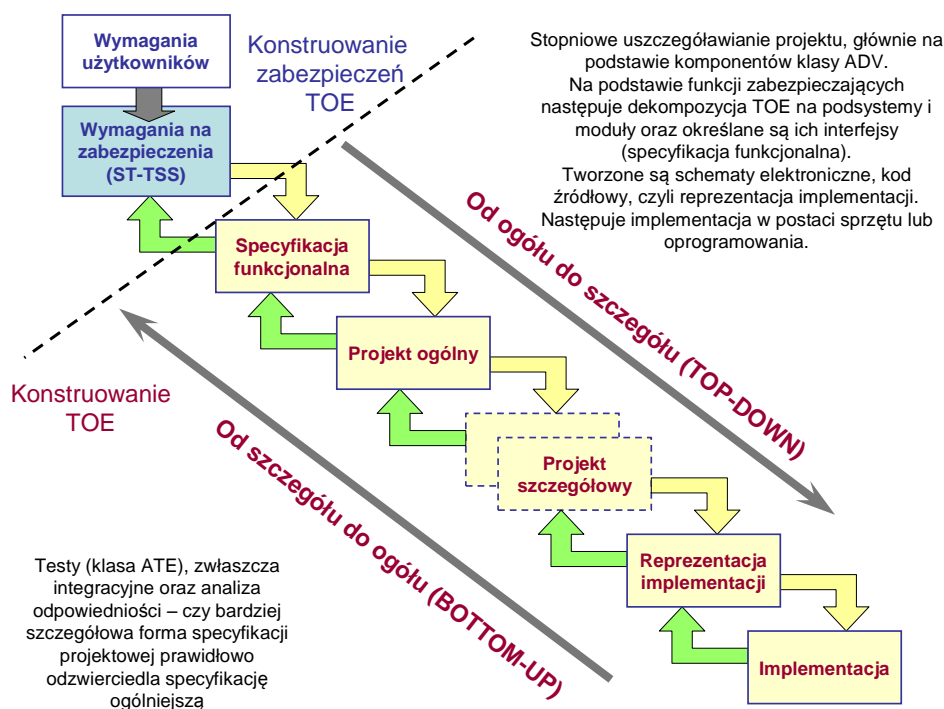 Wymagania
użytkowników
Konstruowanie
zabezpieczeń
TOE
Stopniowe uszczegóławianie projektu, głównie na
podstawie komponentów klasy ADV.
Na podstawie funkcji zabezpieczających
następuje dekompozycja TOE na podsystemy i
moduły oraz określane są ich interfejsy
(specyfikacja funkcjonalna).
Tworzone są schematy elektroniczne, kod
źródłowy, czyli reprezentacja implementacji.
Następuje implementacja w postaci sprzętu lub
oprogramowania.
Wymagania na
zabezpieczenia
(ST-TSS)
Specyfikacja
funkcjonalna
Od ogółu do szczegółu (TOP-DOWN)
Projekt ogólny
Konstruowanie
TOE
Od szczegółu do ogółu (BOTTOM-UP)
Projekt
szczegółowy
Reprezentacja
implementacji
Implementacja
Testy (klasa ATE), zwłaszcza
integracyjne oraz analiza
odpowiedniości – czy bardziej
szczegółowa forma specyfikacji
projektowej prawidłowo
odzwierciedla specyfikację
ogólniejszą